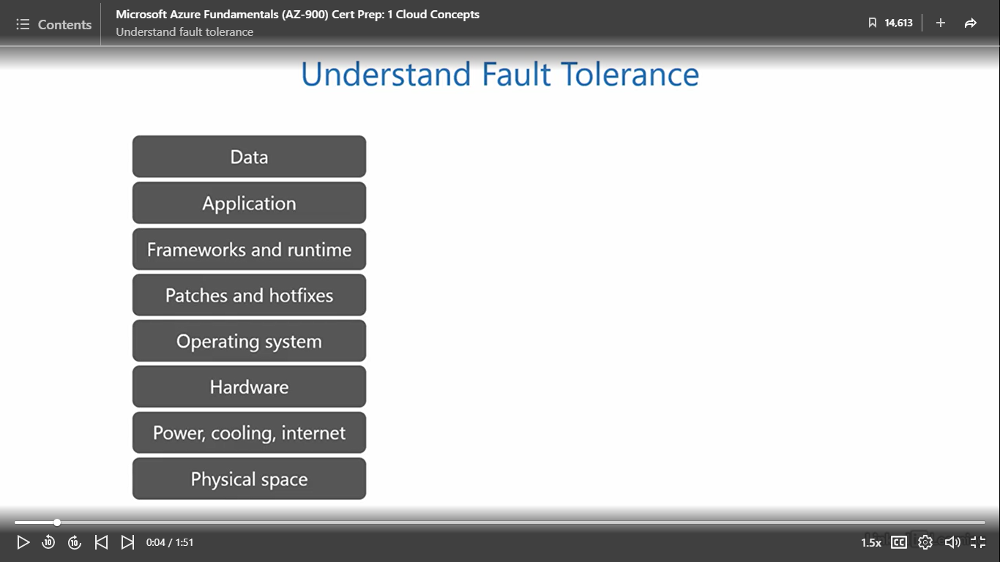 Contents
Microsoft Azure Fundamentals (AZ-900) Cert Prep: 1 Cloud Concepts
Understand fault tolerance
14,613
Understand Fault Tolerance
Data
Application
Frameworks and runtime
Patches and hotfixes
Operating system
Hardware
Power, cooling, internet
Physical space
10
10
0:04 / 1:51
1.5x
CC